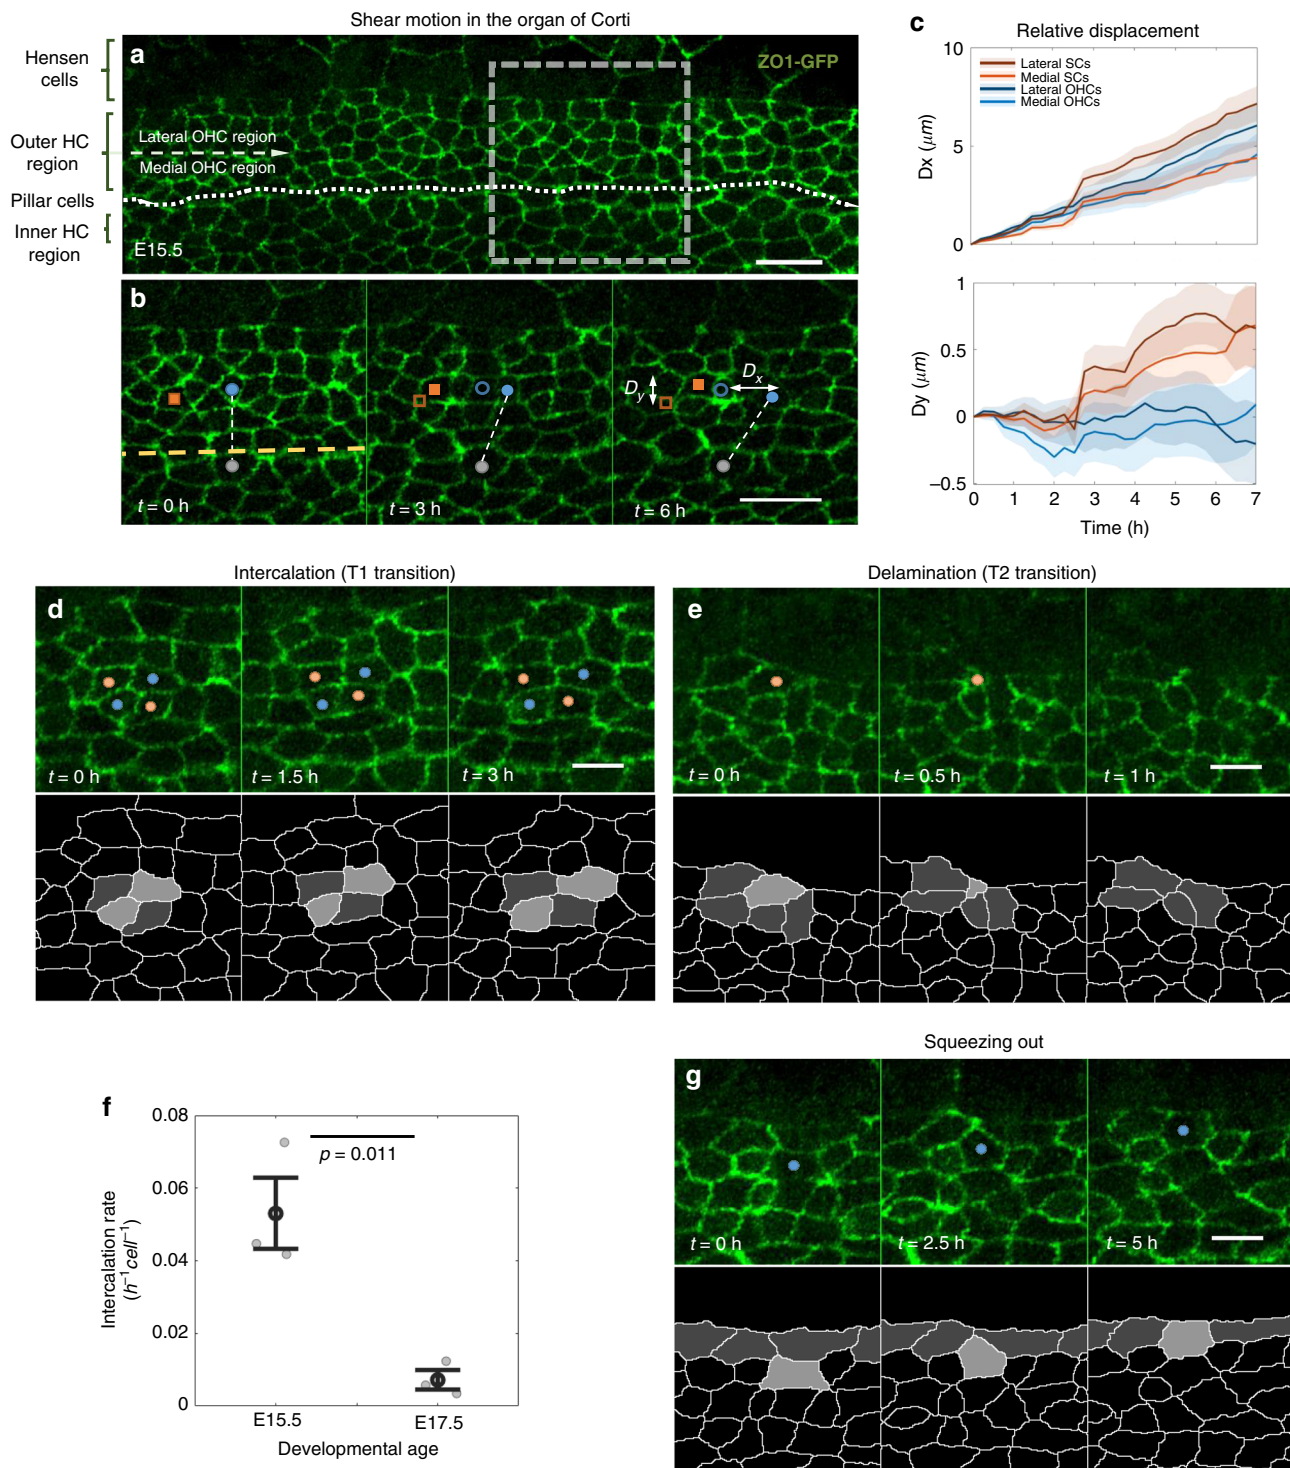 Shear motion in the organ of Corti
a
ZO1-GFP
Hensen
cells
Outer HC
region
Pillar cells
Inner HC
region
Lateral OHC region
Medial OHC region
E15.5
b
t = 0 h
t = 3 h
t = 6 h
Dy
Dx
c
Relative displacement
Lateral SCs
Medial SCs
Lateral OHCs
Medial OHCs
Dx (μm)
10
5
0
Dy (μm)
1
0.5
0
–0.5
0 1 2 3 4 5 6 7
Time (h)
Intercalation (T1 transition)
d
t = 0 h
t = 1.5 h
t = 3 h
Delamination (T2 transition)
e
t = 0 h
t = 0.5 h
t = 1 h
f
Intercalation rate
(h⁻¹cell⁻¹)
0.08
0.06
0.04
0.02
0
p = 0.011
E15.5 E17.5
Developmental age
Squeezing out
g
t = 0 h
t = 2.5 h
t = 5 h